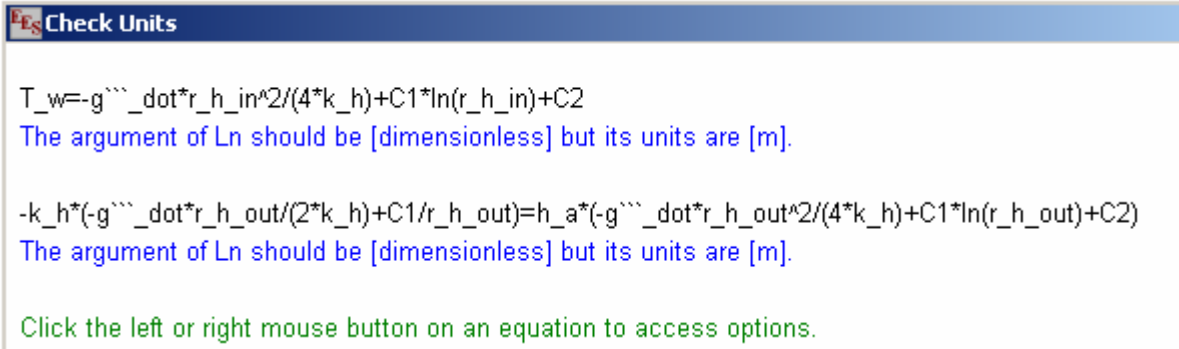 EES Check Units
T_w=-g```_dot*r_h_in^2/(4*k_h)+C1*ln(r_h_in)+C2
The argument of Ln should be [dimensionless] but its units are [m].
-k_h*(-g```_dot*r_h_out/(2*k_h)+C1/r_h_out)=h_a*(-g```_dot*r_h_out^2/(4*k_h)+C1*ln(r_h_out)+C2)
The argument of Ln should be [dimensionless] but its units are [m].
Click the left or right mouse button on an equation to access options.